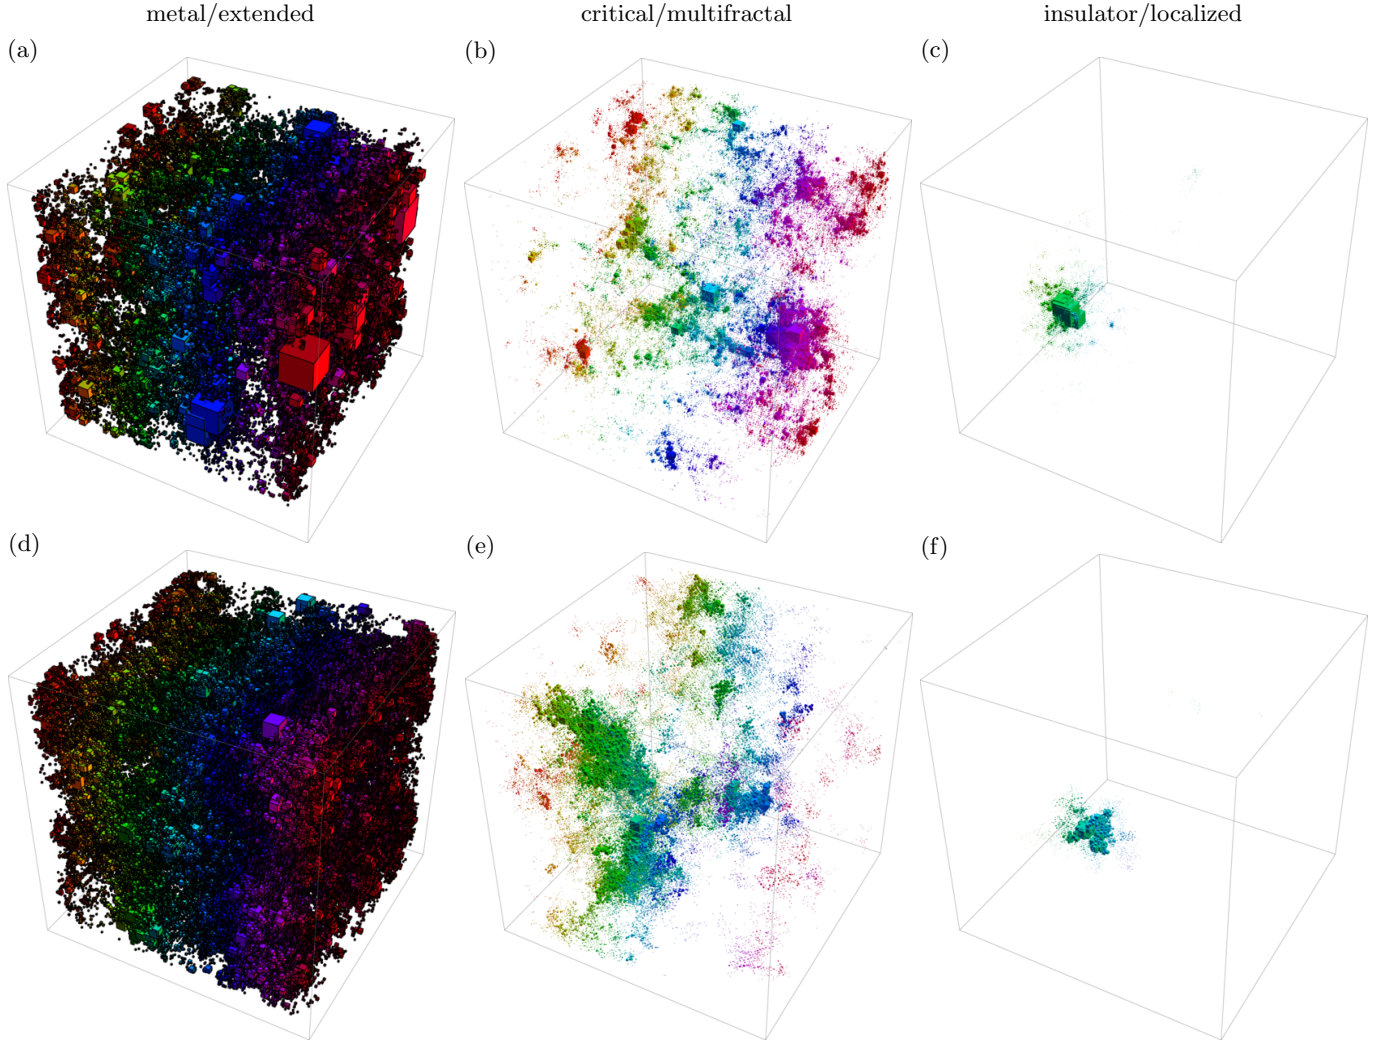 metal/extended critical/multifractal insulator/localized
(a) (b) (c)
(d) (e) (f)